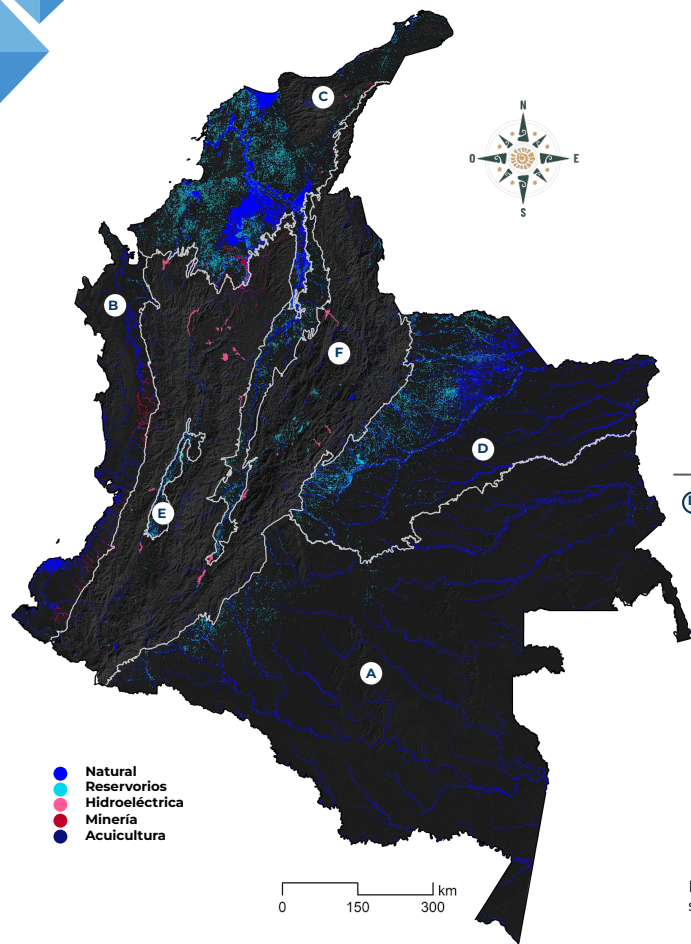 C
N
O
E
S
B
F
D
E
A
Natural
Reservorios
Hidroeléctrica
Minería
Acuicultura
km
0 150 300